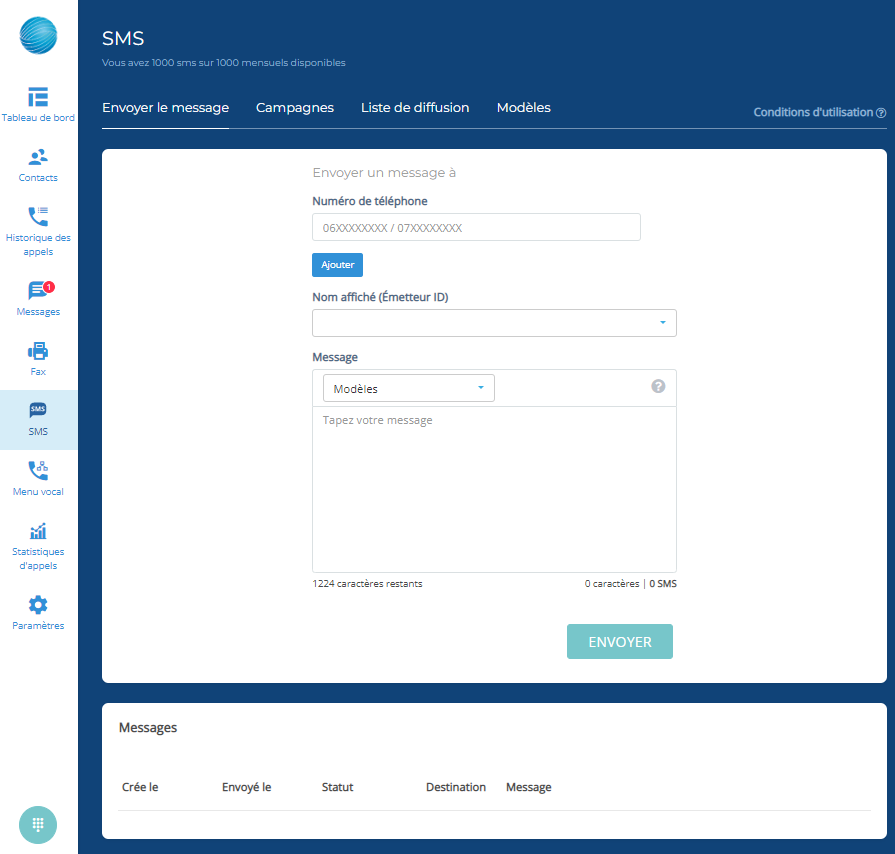 SMS
Vous avez 1000 sms sur 1000 mensuels disponibles
Envoyer le message Campagnes Liste de diffusion Modèles
Conditions d'utilisation ?
Tableau de bord
Contacts
Historique des
appels
1
Messages
Fax
SMS
SMS
Menu vocal
Statistiques
d'appels
Paramètres
Envoyer un message à
Numéro de téléphone
06XXXXXXXX / 07XXXXXXXX
Ajouter
Nom affiché (Émetteur ID)
Message
Modèles
?
Tapez votre message
1224 caractères restants 0 caractères | 0 SMS
ENVOYER
Messages
Crée le Envoyé le Statut Destination Message